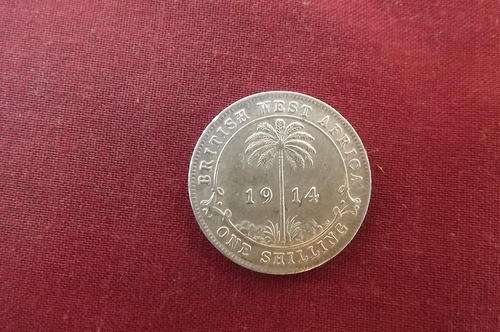 BRITISH WEST AFRICA
19 14
ONE SHILLING